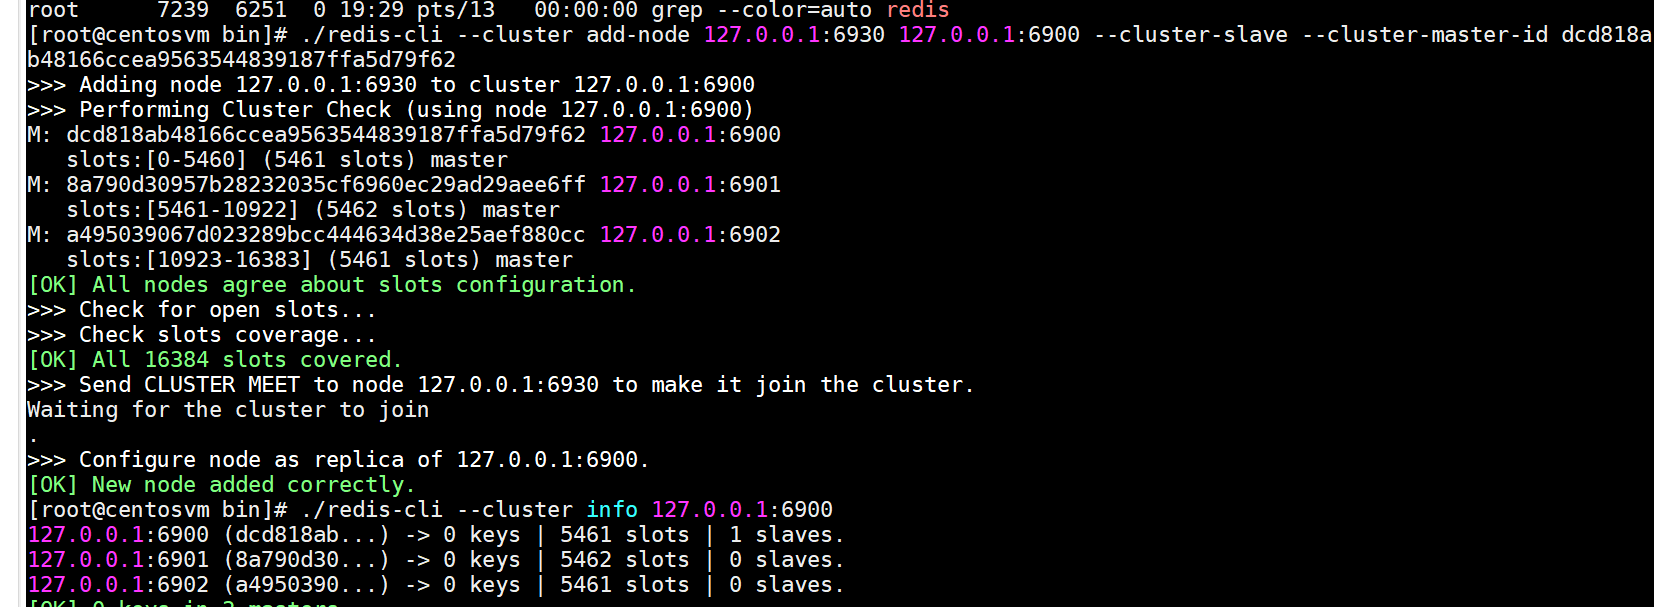 root      7239  6251  0 19:29 pts/13   00:00:00 grep --color=auto redis
[root@centosvm bin]# ./redis-cli --cluster add-node 127.0.0.1:6930 127.0.0.1:6900 --cluster-slave --cluster-master-id dcd818a
b48166ccea9563544839187ffa5d79f62
>>> Adding node 127.0.0.1:6930 to cluster 127.0.0.1:6900
>>> Performing Cluster Check (using node 127.0.0.1:6900)
M: dcd818ab48166ccea9563544839187ffa5d79f62 127.0.0.1:6900
   slots:[0-5460] (5461 slots) master
M: 8a790d30957b28232035cf6960ec29ad29aee6ff 127.0.0.1:6901
   slots:[5461-10922] (5462 slots) master
M: a495039067d023289bcc444634d38e25aef880cc 127.0.0.1:6902
   slots:[10923-16383] (5461 slots) master
[OK] All nodes agree about slots configuration.
>>> Check for open slots...
>>> Check slots coverage...
[OK] All 16384 slots covered.
>>> Send CLUSTER MEET to node 127.0.0.1:6930 to make it join the cluster.
Waiting for the cluster to join
.
>>> Configure node as replica of 127.0.0.1:6900.
[OK] New node added correctly.
[root@centosvm bin]# ./redis-cli --cluster info 127.0.0.1:6900
127.0.0.1:6900 (dcd818ab...) -> 0 keys | 5461 slots | 1 slaves.
127.0.0.1:6901 (8a790d30...) -> 0 keys | 5462 slots | 0 slaves.
127.0.0.1:6902 (a4950390...) -> 0 keys | 5461 slots | 0 slaves.
[OK] 0 keys in 3 masters